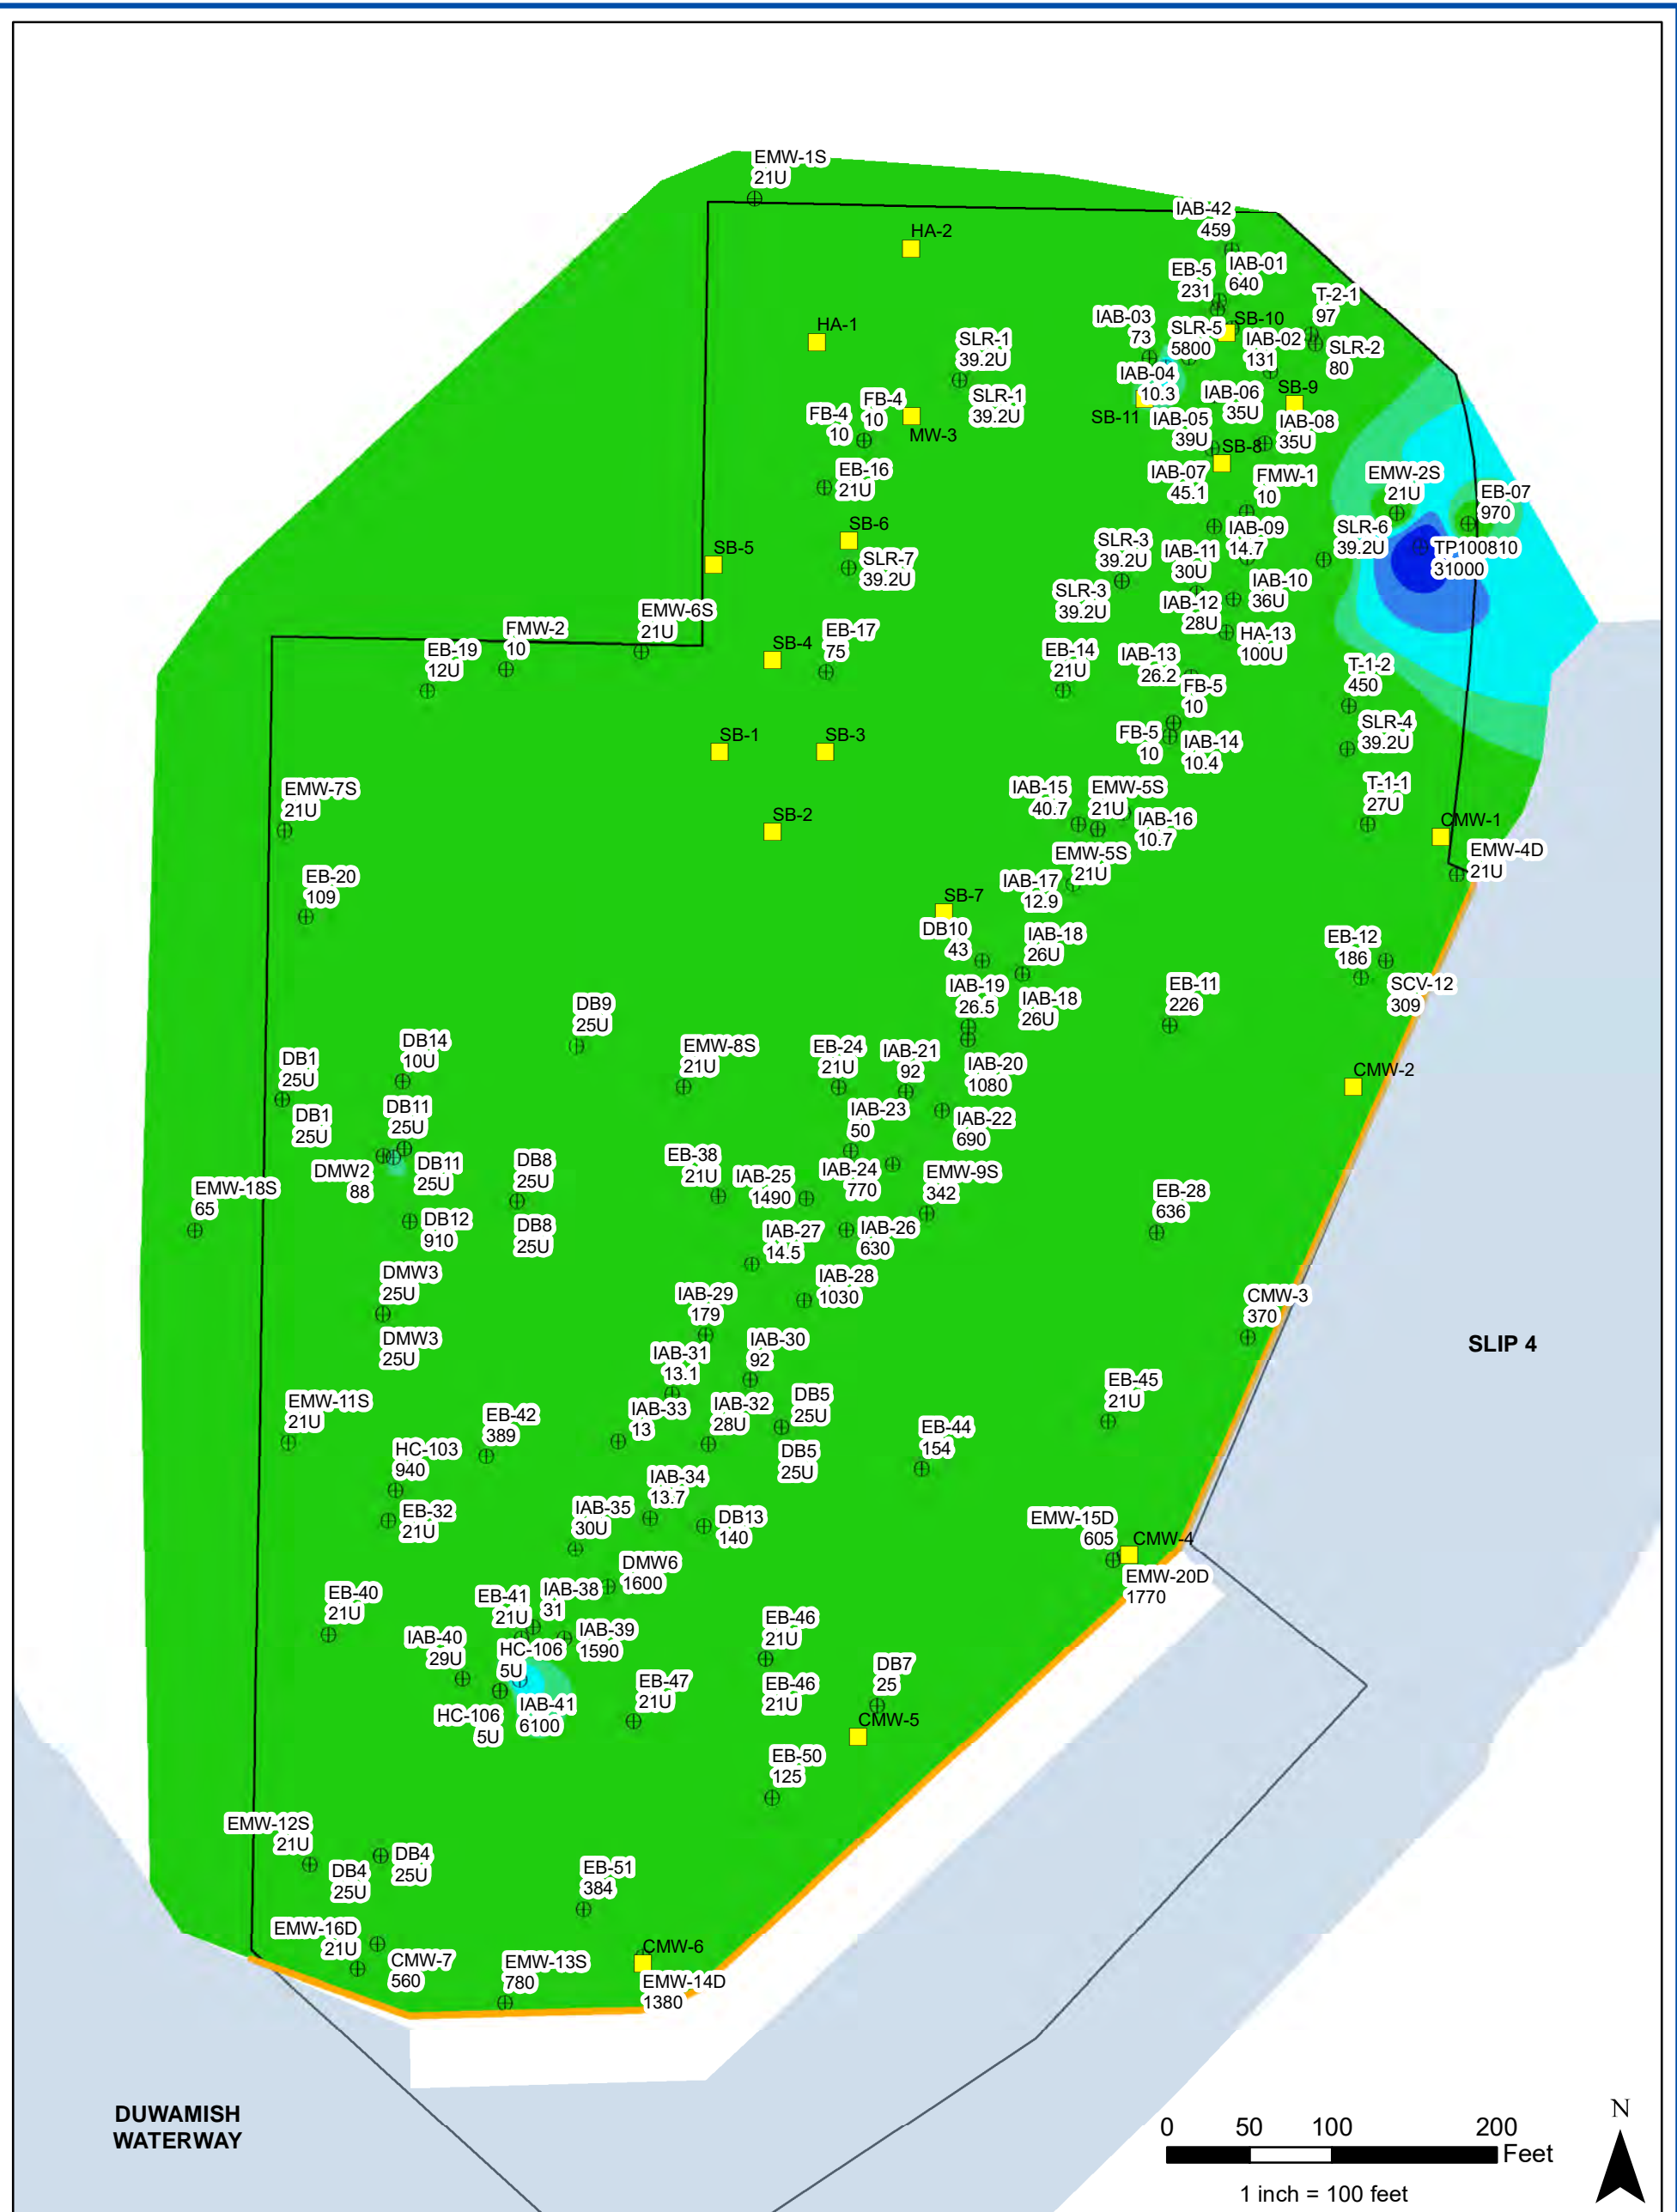 EMW-1S
21U
IAB-42
459
HA-2
EB-5
231
IAB-01
640
T-2-1
97
HA-1
IAB-03
73
SLR-5
5800
SB-10
IAB-02
131
SLR-2
80
SLR-1
39.2U
IAB-04
10.3
SLR-1
39.2U
FB-4
10
FB-4
10
MW-3
SB-11
IAB-06
35U
SB-9
IAB-05
39U
IAB-08
35U
SB-8
EB-16
21U
IAB-07
45.1
FMW-1
10
EMW-2S
21U
EB-07
970
SB-6
SB-5
SLR-7
39.2U
SLR-3
39.2U
IAB-11
30U
IAB-09
14.7
SLR-6
39.2U
TP100810
31000
SLR-3
39.2U
IAB-12
28U
IAB-10
36U
EMW-6S
21U
FMW-2
10
EB-19
12U
EB-17
75
SB-4
HA-13
100U
EB-14
21U
IAB-13
26.2
T-1-2
450
FB-5
10
SB-1
SB-3
FB-5
10
IAB-14
10.4
SLR-4
39.2U
EMW-7S
21U
SB-2
IAB-15
40.7
EMW-5S
21U
IAB-16
10.7
T-1-1
27U
CMW-1
EMW-5S
21U
EMW-4D
21U
EB-20
109
IAB-17
12.9
SB-7
DB10
43
IAB-18
26U
EB-12
186
IAB-19
26.5
IAB-18
26U
EB-11
226
SCV-12
309
DB9
25U
DB14
10U
DB1
25U
EMW-8S
21U
EB-24
21U
IAB-21
92
IAB-20
1080
CMW-2
DB1
25U
DB11
25U
IAB-23
50
IAB-22
690
DMW2
88
DB11
25U
DB8
25U
EB-38
21U
IAB-25
1490
IAB-24
770
EMW-9S
342
EMW-18S
65
EB-28
636
DB12
910
DB8
25U
IAB-27
14.5
IAB-26
630
DMW3
25U
IAB-29
179
IAB-28
1030
CMW-3
370
DMW3
25U
IAB-31
13.1
IAB-30
92
SLIP 4
EMW-11S
21U
EB-42
389
IAB-33
13
IAB-32
28U
DB5
25U
EB-45
21U
HC-103
940
DB5
25U
EB-44
154
IAB-34
13.7
EB-32
21U
IAB-35
30U
DB13
140
EMW-15D
605
CMW-4
EMW-20D
1770
DMW6
1600
EB-40
21U
EB-41
21U
IAB-38
31
IAB-40
29U
HC-106
5U
IAB-39
1590
EB-46
21U
HC-106
5U
IAB-41
6100
EB-47
21U
EB-46
21U
DB7
25
CMW-5
EB-50
125
EMW-12S
21U
DB4
25U
DB4
25U
EB-51
384
EMW-16D
21U
CMW-7
560
EMW-13S
780
CMW-6
EMW-14D
1380
DUWAMISH
WATERWAY
0 50 100 200
Feet
1 inch = 100 feet
N